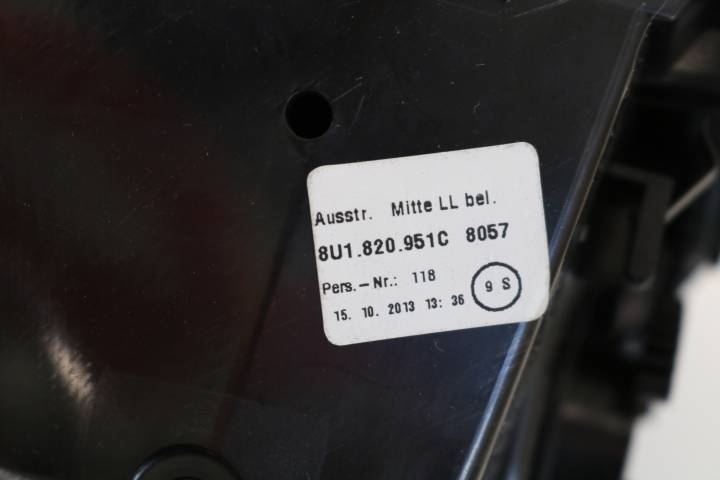 Ausstr. Mitte LL bel.
8U1.820.951C 8057
Pers.-Nr.: 118
9 S
15. 10. 2013 13: 36